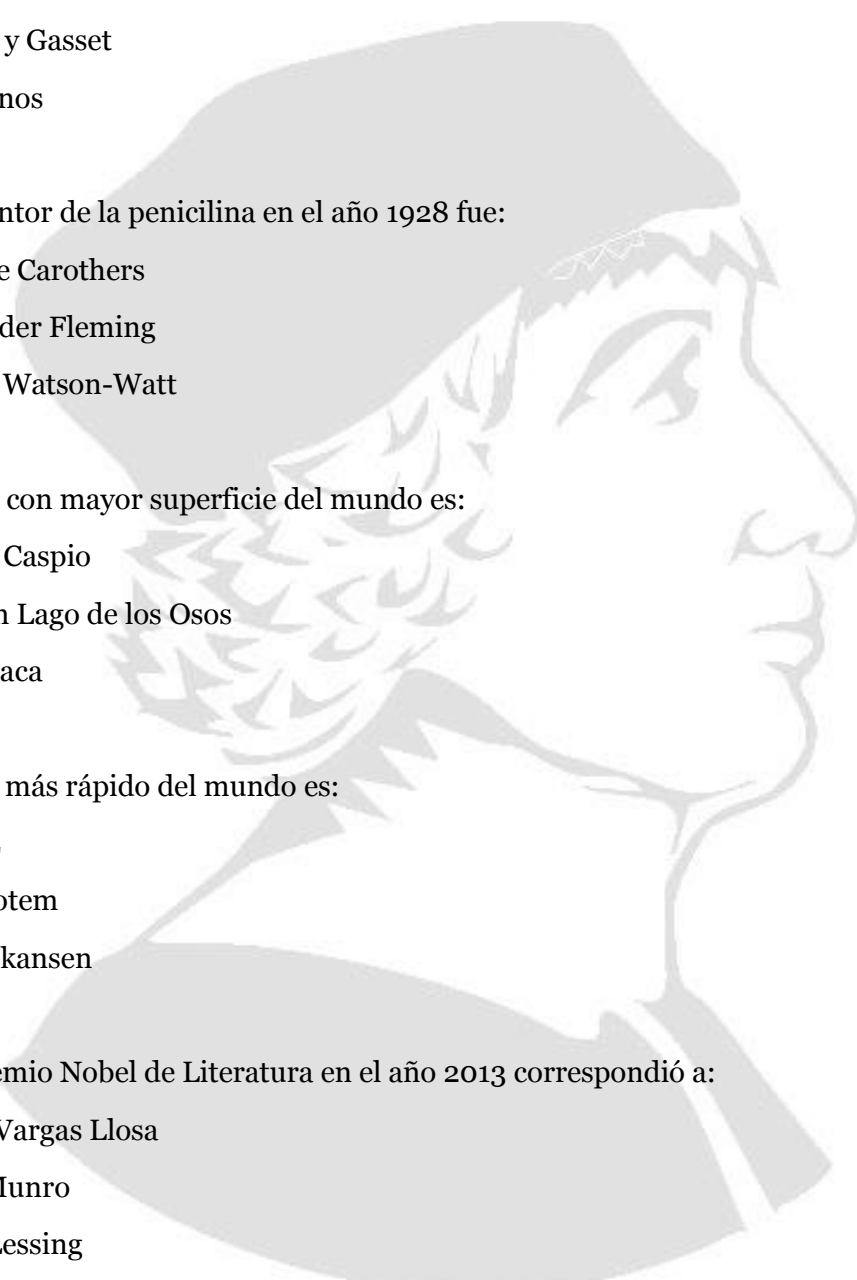 y Gasset
nos
ntor de la penicilina en el año 1928 fue:
e Carothers
der Fleming
Watson-Watt
con mayor superficie del mundo es:
Caspio
n Lago de los Osos
aca
más rápido del mundo es:
otem
kansen
emio Nobel de Literatura en el año 2013 correspondió a:
Vargas Llosa
Munro
Lessing